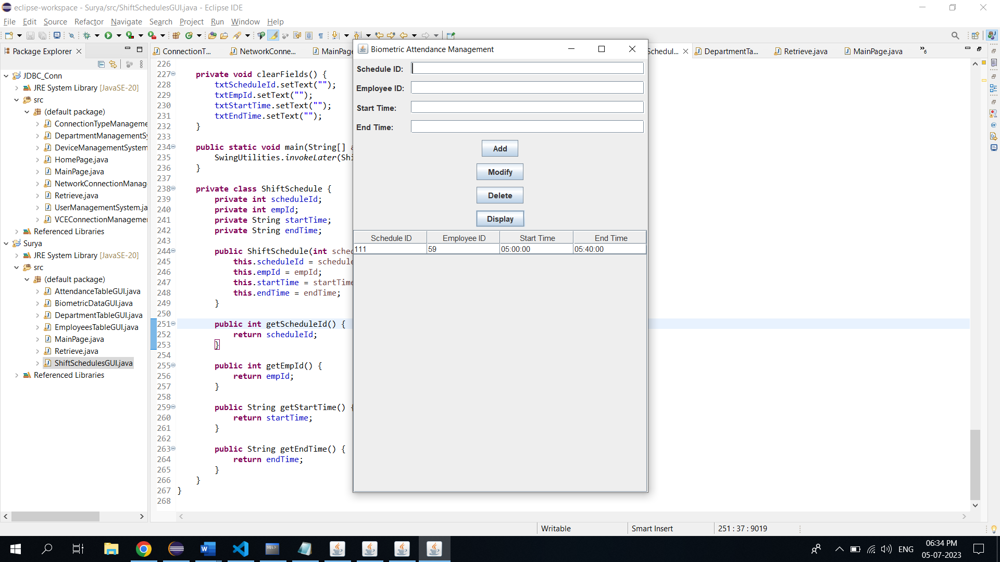 eclipse-workspace - Surya/src/ShiftSchedulesGUI.java - Eclipse IDE
File Edit Source Refactor Navigate Search Project Run Window Help
Package Explorer
JDBC_Conn
JRE System Library [JavaSE-20]
src
(default package)
ConnectionTypeManageme
DepartmentManagementSy
DeviceManagementSystem
HomePage.java
MainPage.java
NetworkConnectionManag
Retrieve.java
UserManagementSystem.ja
VCEConnectionManagemer
Referenced Libraries
Surya
JRE System Library [JavaSE-20]
src
(default package)
AttendanceTableGUI.java
BiometricDataGUI.java
DepartmentTableGUI.java
EmployeesTableGUI.java
MainPage.java
Retrieve.java
ShiftSchedulesGUI.java
Referenced Libraries
ConnectionT... NetworkConne... MainPage Schedul... DepartmentTa... Retrieve.java MainPage.java 6
226
227 private void clearFields() {
228 txtScheduleId.setText("");
229 txtEmpId.setText("");
230 txtStartTime.setText("");
231 txtEndTime.setText("");
232 }
233
234 public static void main(String[] a
235 SwingUtilities.invokeLater(Shi
236 }
237
238 private class ShiftSchedule {
239 private int scheduleId;
240 private int empId;
241 private String startTime;
242 private String endTime;
243
244 public ShiftSchedule(int sched
245 this.scheduleId = schedule
246 this.empId = empId;
247 this.startTime = startTime
248 this.endTime = endTime;
249 }
250
251 public int getScheduleId() {
252 return scheduleId;
253 }
254
255 public int getEmpId() {
256 return empId;
257 }
258
259 public String getStartTime() {
260 return startTime;
261 }
262
263 public String getEndTime() {
264 return endTime;
265 }
266 }
267 }
268
Biometric Attendance Management
Schedule ID:
Employee ID:
Start Time:
End Time:
Add
Modify
Delete
Display
Schedule ID Employee ID Start Time End Time
111 59 05:00:00 05:40:00
Writable Smart Insert 251 : 37 : 9019
ENG
06:34 PM
05-07-2023